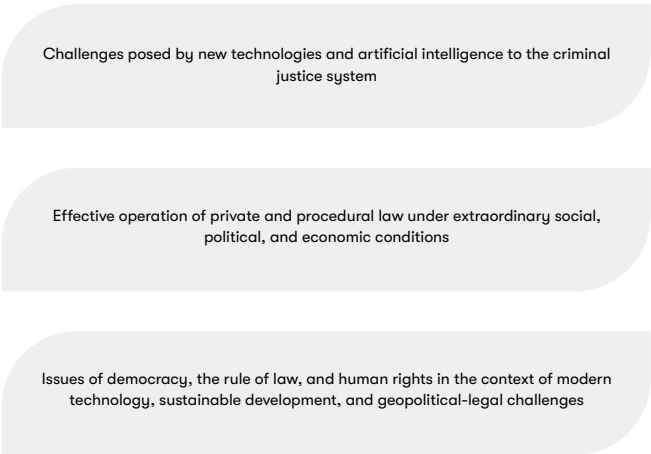 Challenges posed by new technologies and artificial intelligence to the criminal
justice system
Effective operation of private and procedural law under extraordinary social,
political, and economic conditions
Issues of democracy, the rule of law, and human rights in the context of modern
technology, sustainable development, and geopolitical-legal challenges